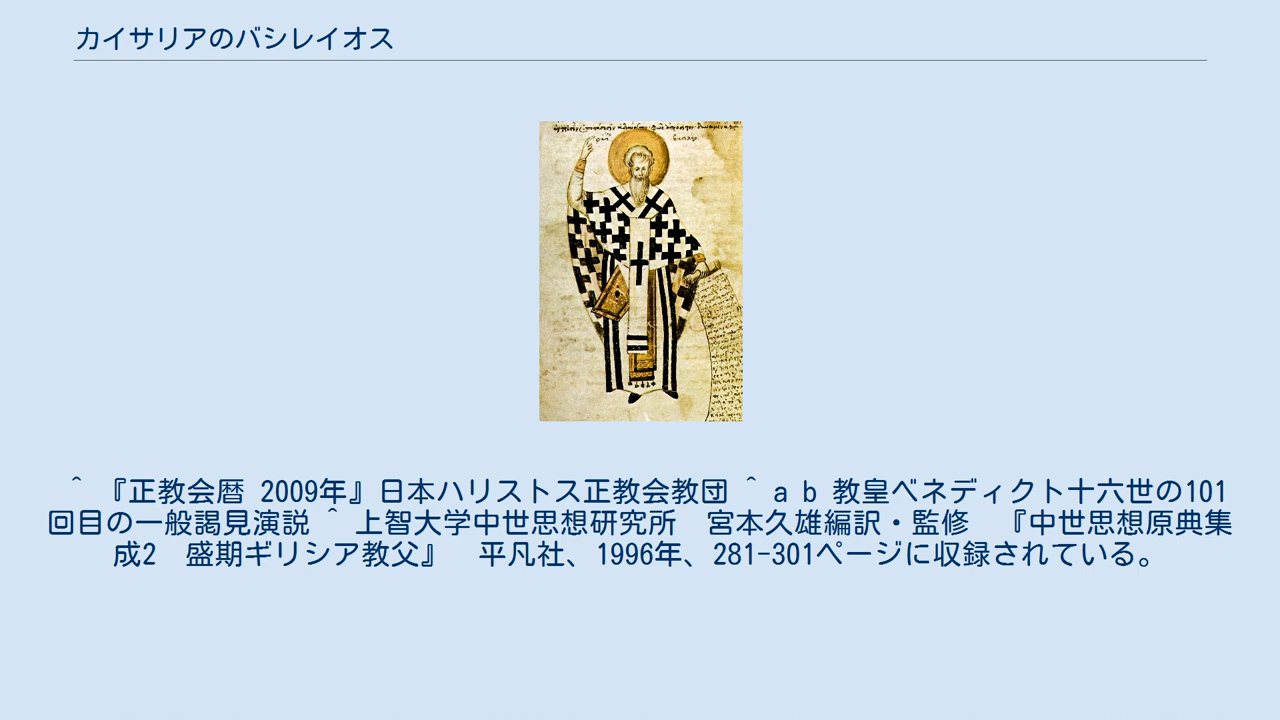 カイサリアのバシレイオス
^ 『正教会暦 2009年』日本ハリストス正教会教団 ^ a b 教皇ベネディクト十六世の101
回目の一般謁見演説 ^ 上智大学中世思想研究所　宮本久雄編訳・監修　『中世思想原典集
成2　盛期ギリシア教父』　平凡社、1996年、281-301ページに収録されている。